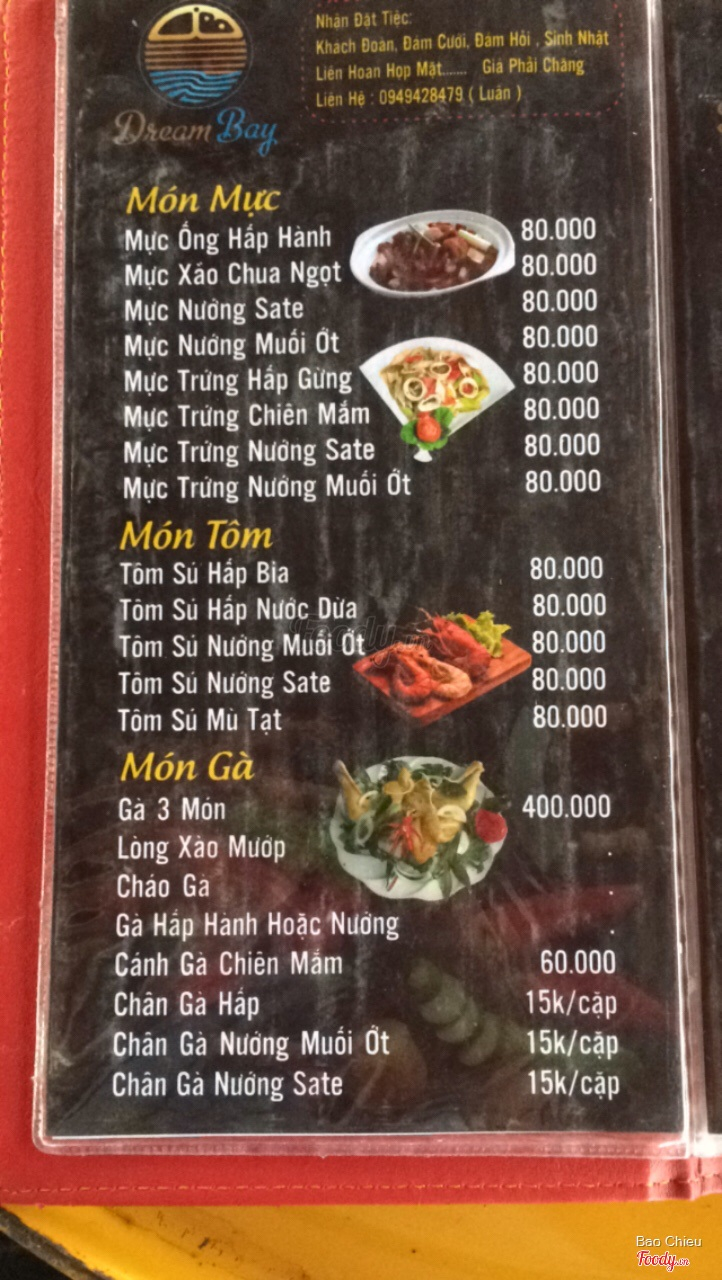 Dream Bay
Nhận Đặt Tiệc:
Khách Đoàn, Đám Cưới, Đám Hỏi , Sinh Nhật
Liên Hoan Họp Mặt....... Giá Phải Chăng
Liên Hệ : 0949428479 ( Luân )
Món Mực
Mực Ống Hấp Hành 80.000
Mực Xáo Chua Ngọt 80.000
Mực Nướng Sate 80.000
Mực Nướng Muối Ớt 80.000
Mực Trứng Hấp Gừng 80.000
Mực Trứng Chiên Mắm 80.000
Mực Trứng Nướng Sate 80.000
Mực Trứng Nướng Muối Ớt 80.000
Món Tôm
Tôm Sú Hấp Bia 80.000
Tôm Sú Hấp Nước Dừa 80.000
Tôm Sú Nướng Muối Ớt 80.000
Tôm Sú Nướng Sate 80.000
Tôm Sú Mù Tạt 80.000
Món Gà
Gà 3 Món 400.000
Lòng Xào Mướp .
Cháo Gà .
Gà Hấp Hành Hoặc Nướng .
Cánh Gà Chiên Mắm 60.000
Chân Gà Hấp 15k/cặp
Chân Gà Nướng Muối Ớt 15k/cặp
Chân Gà Nướng Sate 15k/cặp
Bao Chieu
Foody.vn